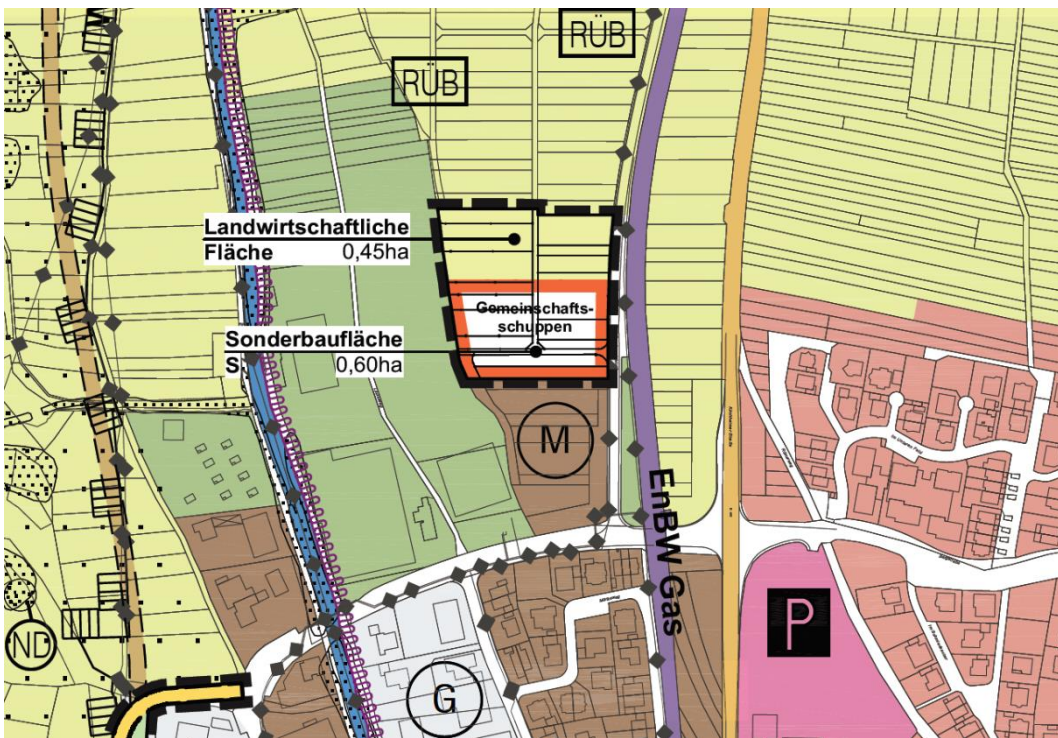 RÜB
RÜB
Landwirtschaftliche
Fläche 0,45ha
Gemeinschafts-
schuppen
Sonderbaufläche
S 0,60ha
M
EnBW Gas
P
ND
G